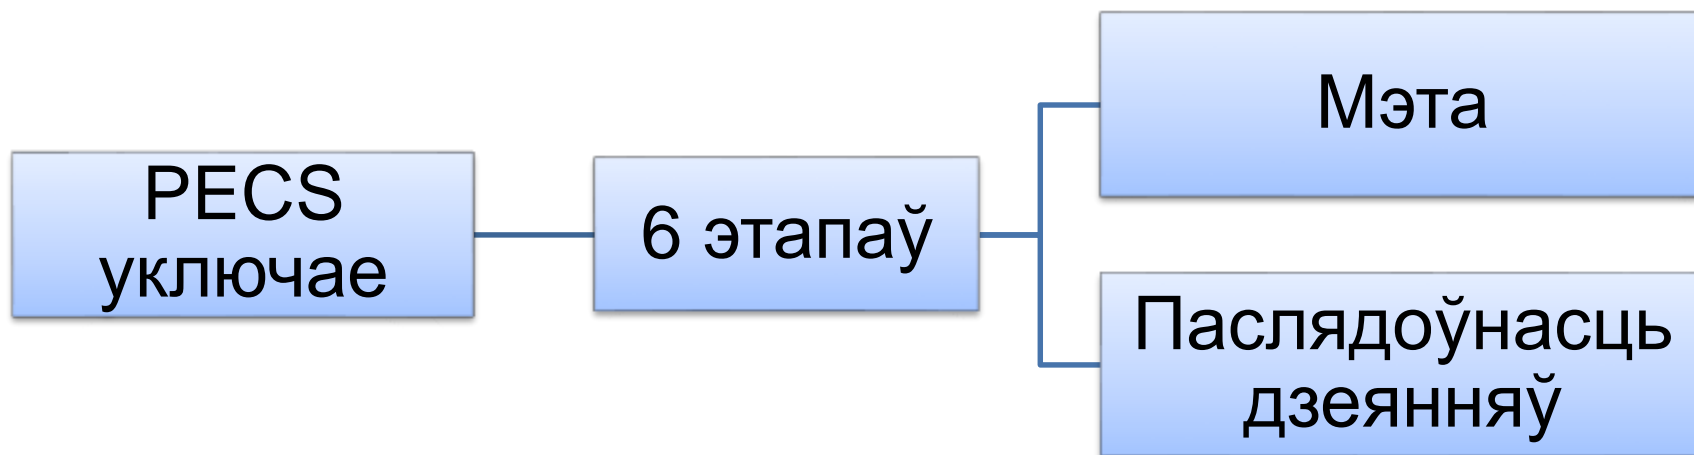 PECS
уключае
6 этапаў
Мэта
Паслядоўнасць
дзеянняў